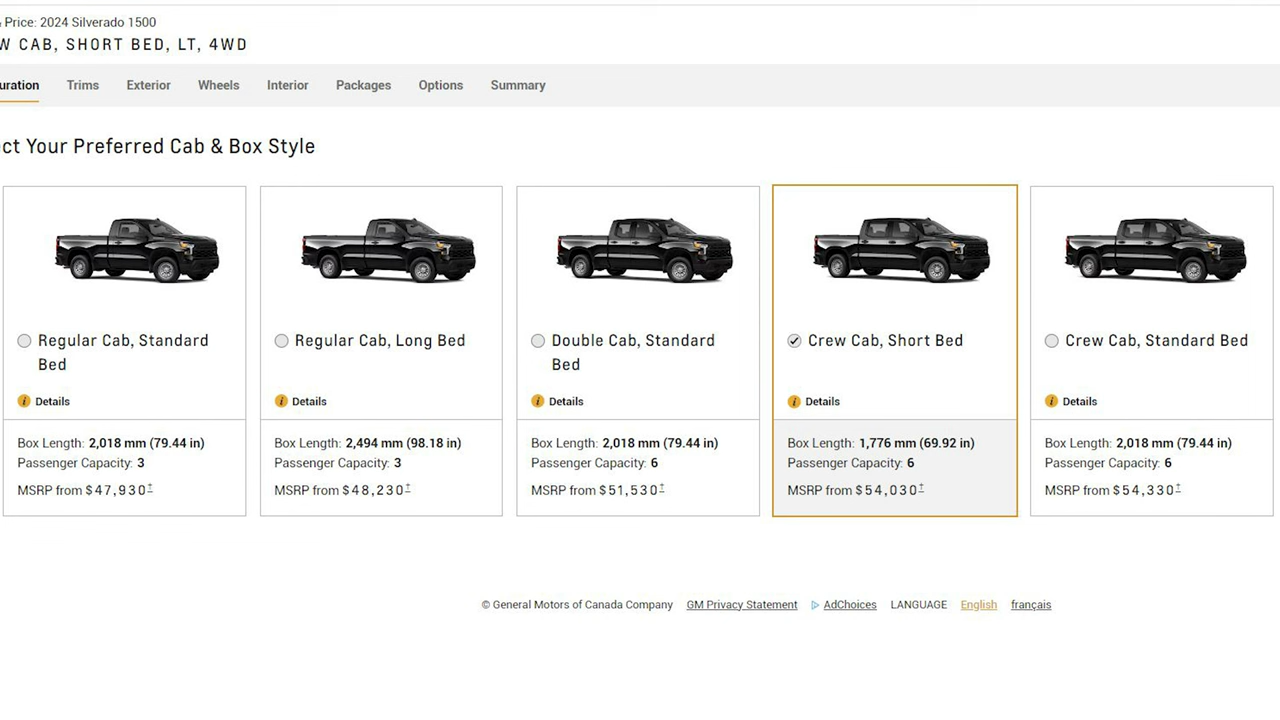 Price: 2024 Silverado 1500
CAB, SHORT BED, LT, 4WD
Trims Exterior Wheels Interior Packages Options Summary
Your Preferred Cab & Box Style
Regular Cab, Standard Bed
Details
Box Length: 2,018 mm (79.44 in)
Passenger Capacity: 3
MSRP from $47,930‡
Regular Cab, Long Bed
Details
Box Length: 2,494 mm (98.18 in)
Passenger Capacity: 3
MSRP from $48,230‡
Double Cab, Standard Bed
Details
Box Length: 2,018 mm (79.44 in)
Passenger Capacity: 6
MSRP from $51,530‡
Crew Cab, Short Bed
Details
Box Length: 1,776 mm (69.92 in)
Passenger Capacity: 6
MSRP from $54,030‡
Crew Cab, Standard Bed
Details
Box Length: 2,018 mm (79.44 in)
Passenger Capacity: 6
MSRP from $54,330‡
© General Motors of Canada Company GM Privacy Statement AdChoices LANGUAGE English français